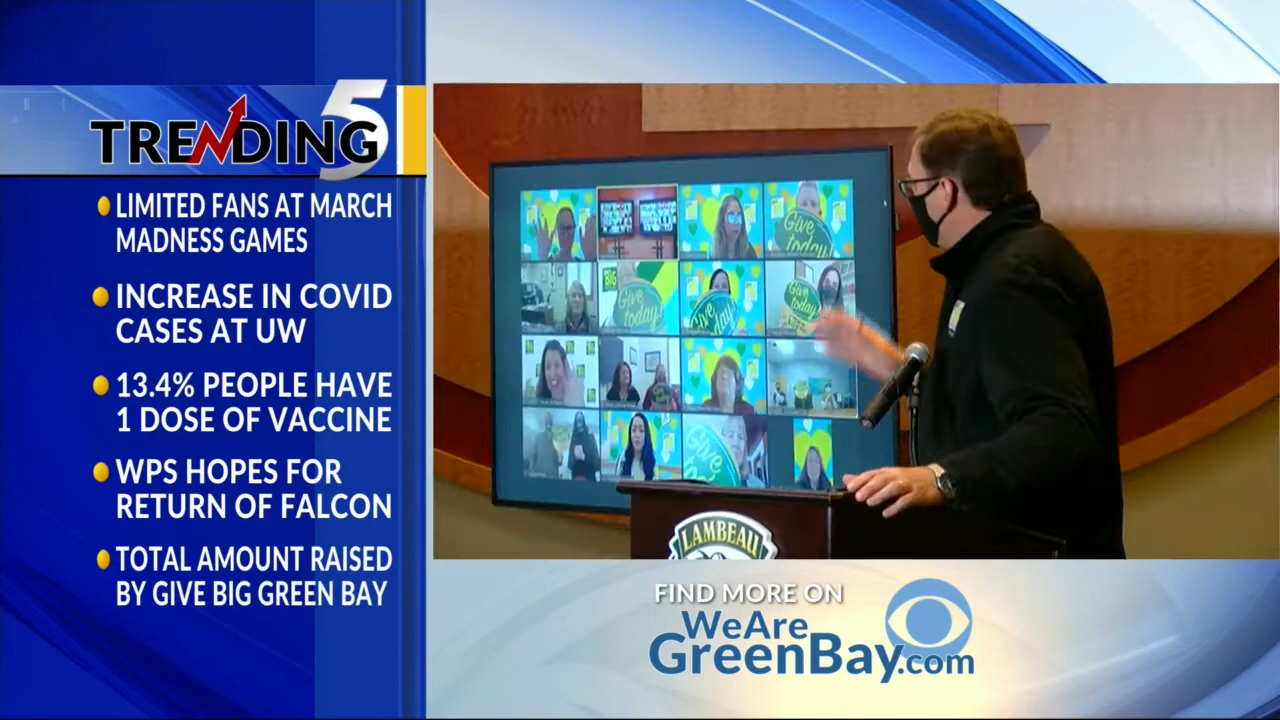 TRENDING 5
LIMITED FANS AT MARCH
MADNESS GAMES
INCREASE IN COVID
CASES AT UW
13.4% PEOPLE HAVE
1 DOSE OF VACCINE
WPS HOPES FOR
RETURN OF FALCON
TOTAL AMOUNT RAISED
BY GIVE BIG GREEN BAY
Give
today!
BIG
Give
today!
Give
today!
Give
today!
Give
LAMBEAU
FIND MORE ON
WeAre
GreenBay.com